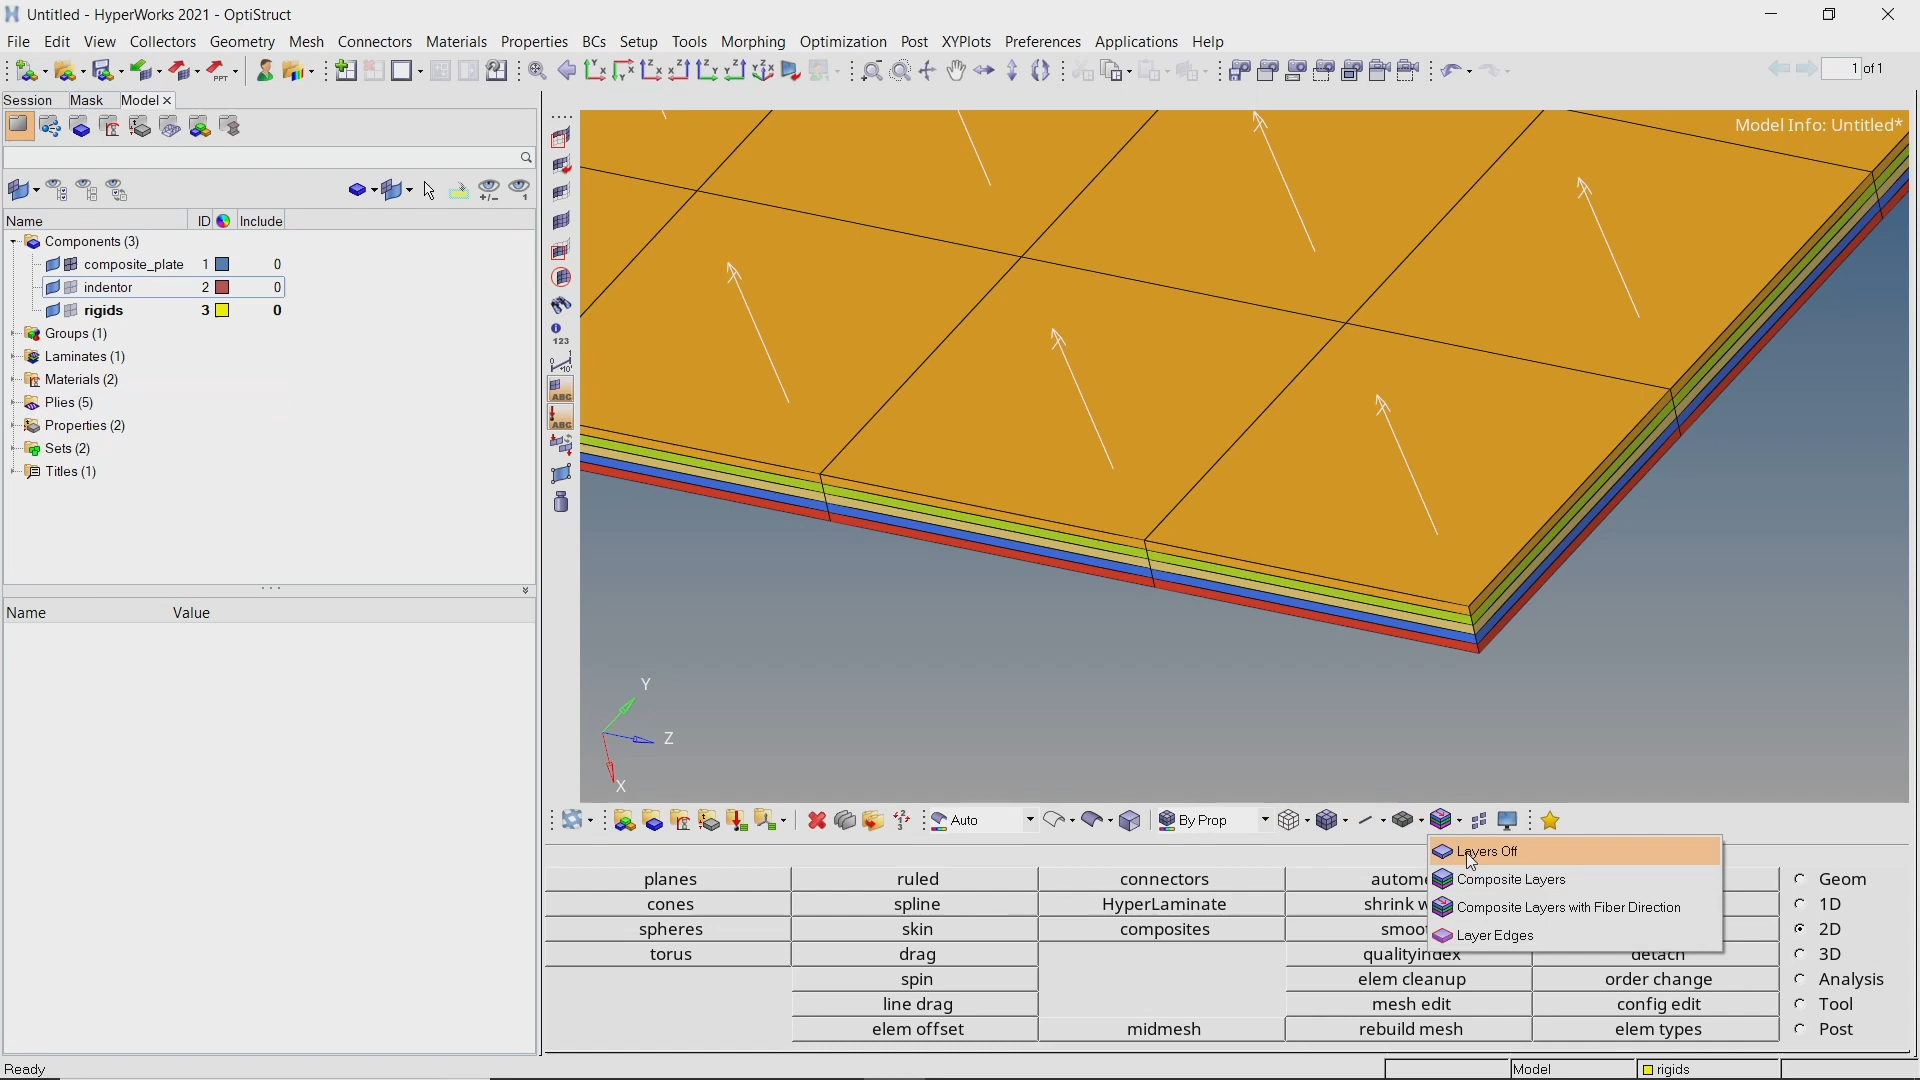 Untitled - HyperWorks 2021 - OptiStruct
File Edit View Collectors Geometry Mesh Connectors Materials Properties BCs Setup Tools Morphing Optimization Post XYPlots Preferences Applications Help
1 of 1
Session Mask Model
Model Info: Untitled*
Name ID Include
Components (3)
composite_plate 1 0
indentor 2 0
rigids 3 0
Groups (1)
Laminates (1)
Materials (2)
Plies (5)
Properties (2)
Sets (2)
Titles (1)
Name Value
123
ABC
ABC
Y
Z
X
Auto By Prop
Layers Off
Composite Layers
Composite Layers with Fiber Direction
Layer Edges
planes ruled connectors Geom
cones spline HyperLaminate 1D
spheres skin composites 2D
torus drag qualityindex detach 3D
spin elem cleanup order change Analysis
line drag mesh edit config edit Tool
elem offset midmesh rebuild mesh elem types Post
Ready Model rigids